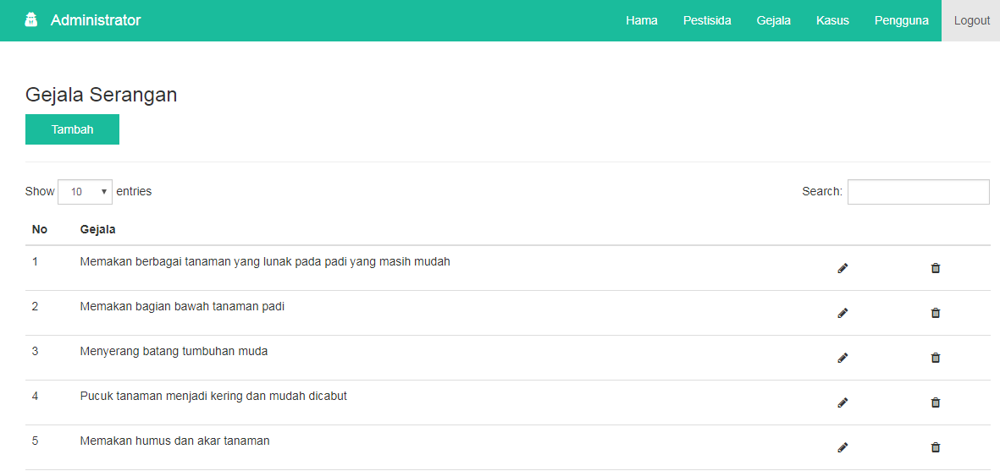 Administrator Hama Pestisida Gejala Kasus Pengguna Logout
Gejala Serangan
Tambah
Show 10 entries Search:
No Gejala
1 Memakan berbagai tanaman yang lunak pada padi yang masih mudah
2 Memakan bagian bawah tanaman padi
3 Menyerang batang tumbuhan muda
4 Pucuk tanaman menjadi kering dan mudah dicabut
5 Memakan humus dan akar tanaman